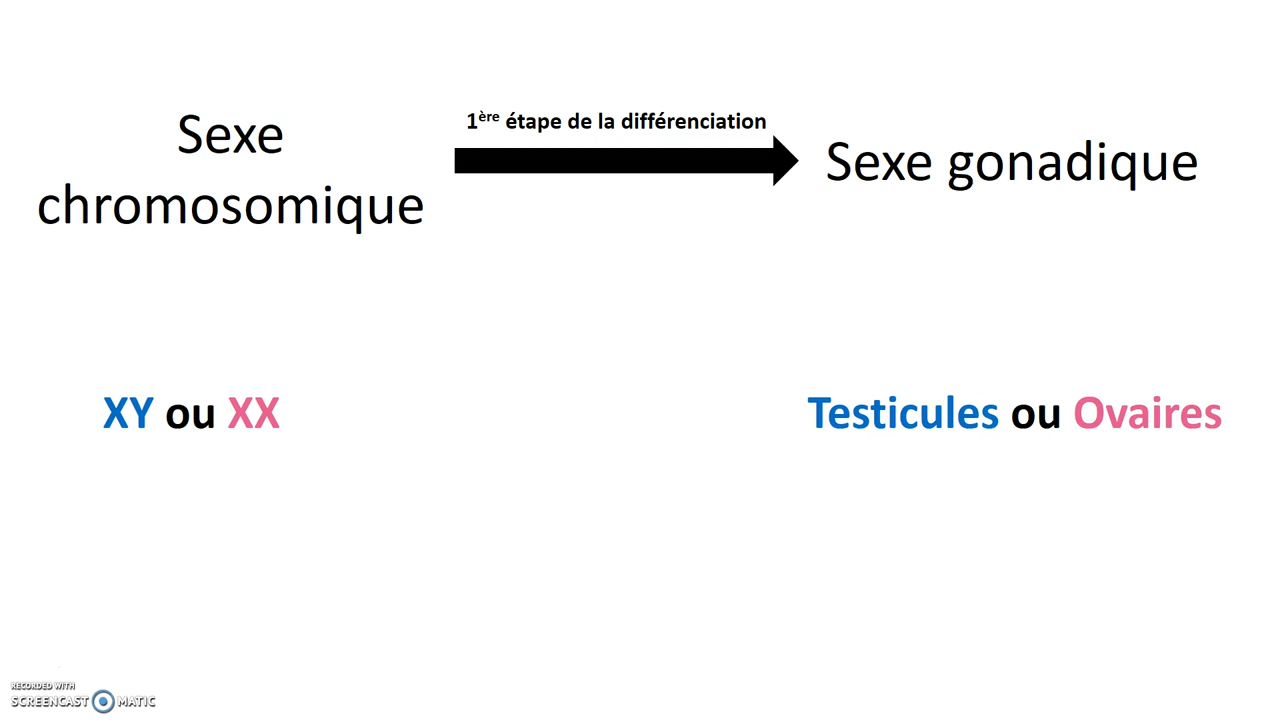 Sexe
chromosomique
1ère étape de la différenciation
Sexe gonadique
XY ou XX
Testicules ou Ovaires
RECORDED WITH
SCREENCAST MATIC